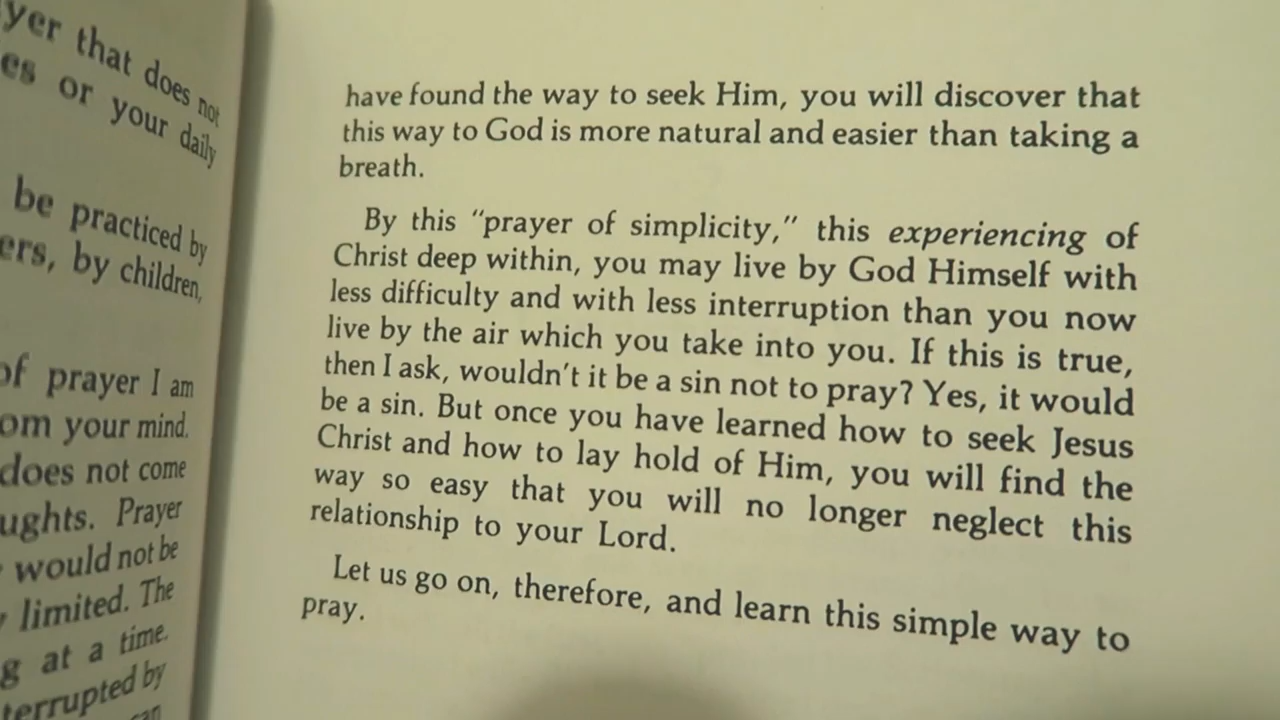 yer that does not
es or your daily
be practiced by
ers, by children,
of prayer I am
om your mind.
does not come
ughts. Prayer
would not be
limited. The
g at a time.
terrupted by
can
have found the way to seek Him, you will discover that
this way to God is more natural and easier than taking a
breath.
By this “prayer of simplicity,” this experiencing of
Christ deep within, you may live by God Himself with
less difficulty and with less interruption than you now
live by the air which you take into you. If this is true,
then I ask, wouldn’t it be a sin not to pray? Yes, it would
be a sin. But once you have learned how to seek Jesus
Christ and how to lay hold of Him, you will find the
way so easy that you will no longer neglect this
relationship to your Lord.
Let us go on, therefore, and learn this simple way to
pray.